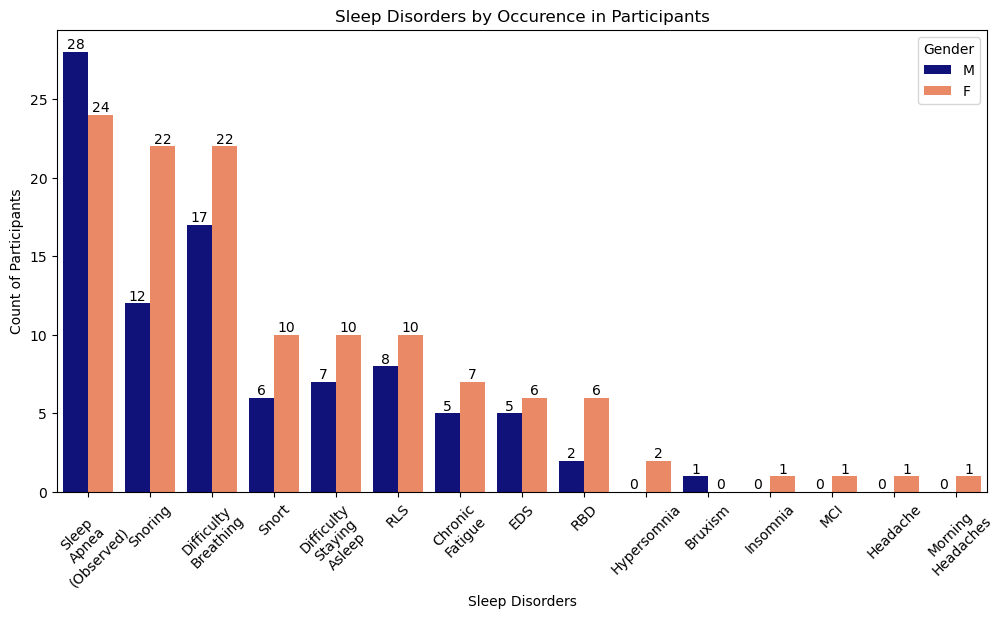 Sleep Disorders by Occurence in Participants
Gender
M
F
Count of Participants
25
20
15
10
5
0
28
24
12
22
17
22
6
10
7
10
8
10
5
7
5
6
2
6
0
2
1
0
0
1
0
1
0
1
0
1
Sleep
Apnea
(Observed)
Snoring
Difficulty
Breathing
Snort
Difficulty
Staying
Asleep
RLS
Chronic
Fatigue
EDS
RBD
Hypersomnia
Bruxism
Insomnia
MCI
Headache
Morning
Headaches
Sleep Disorders